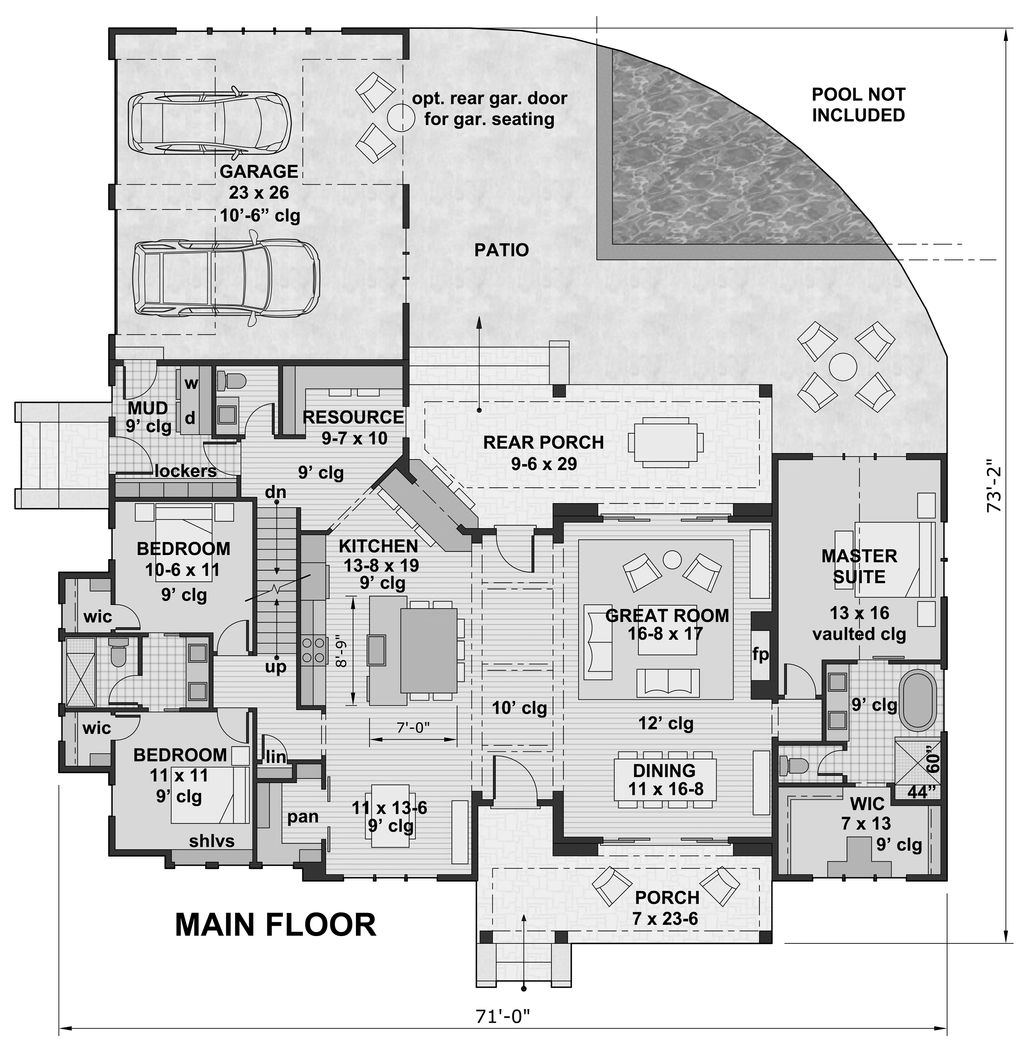 POOL NOT
INCLUDED
opt. rear gar. door
for gar. seating
GARAGE
23 x 26
10’-6” clg
PATIO
73'-2"
w
d
MUD
9’ clg
lockers
RESOURCE
9-7 x 10
9’ clg
REAR PORCH
9-6 x 29
dn
BEDROOM
10-6 x 11
9’ clg
KITCHEN
13-8 x 19
9’ clg
MASTER
SUITE
13 x 16
vaulted clg
GREAT ROOM
16-8 x 17
wic
8'-9"
fp
up
10’ clg
12’ clg
9’ clg
7'-0"
wic
BEDROOM
11 x 11
9’ clg
lin
60”
44”
DINING
11 x 16-8
pan
11 x 13-6
9’ clg
WIC
7 x 13
9’ clg
shlvs
PORCH
7 x 23-6
MAIN FLOOR
71'-0"